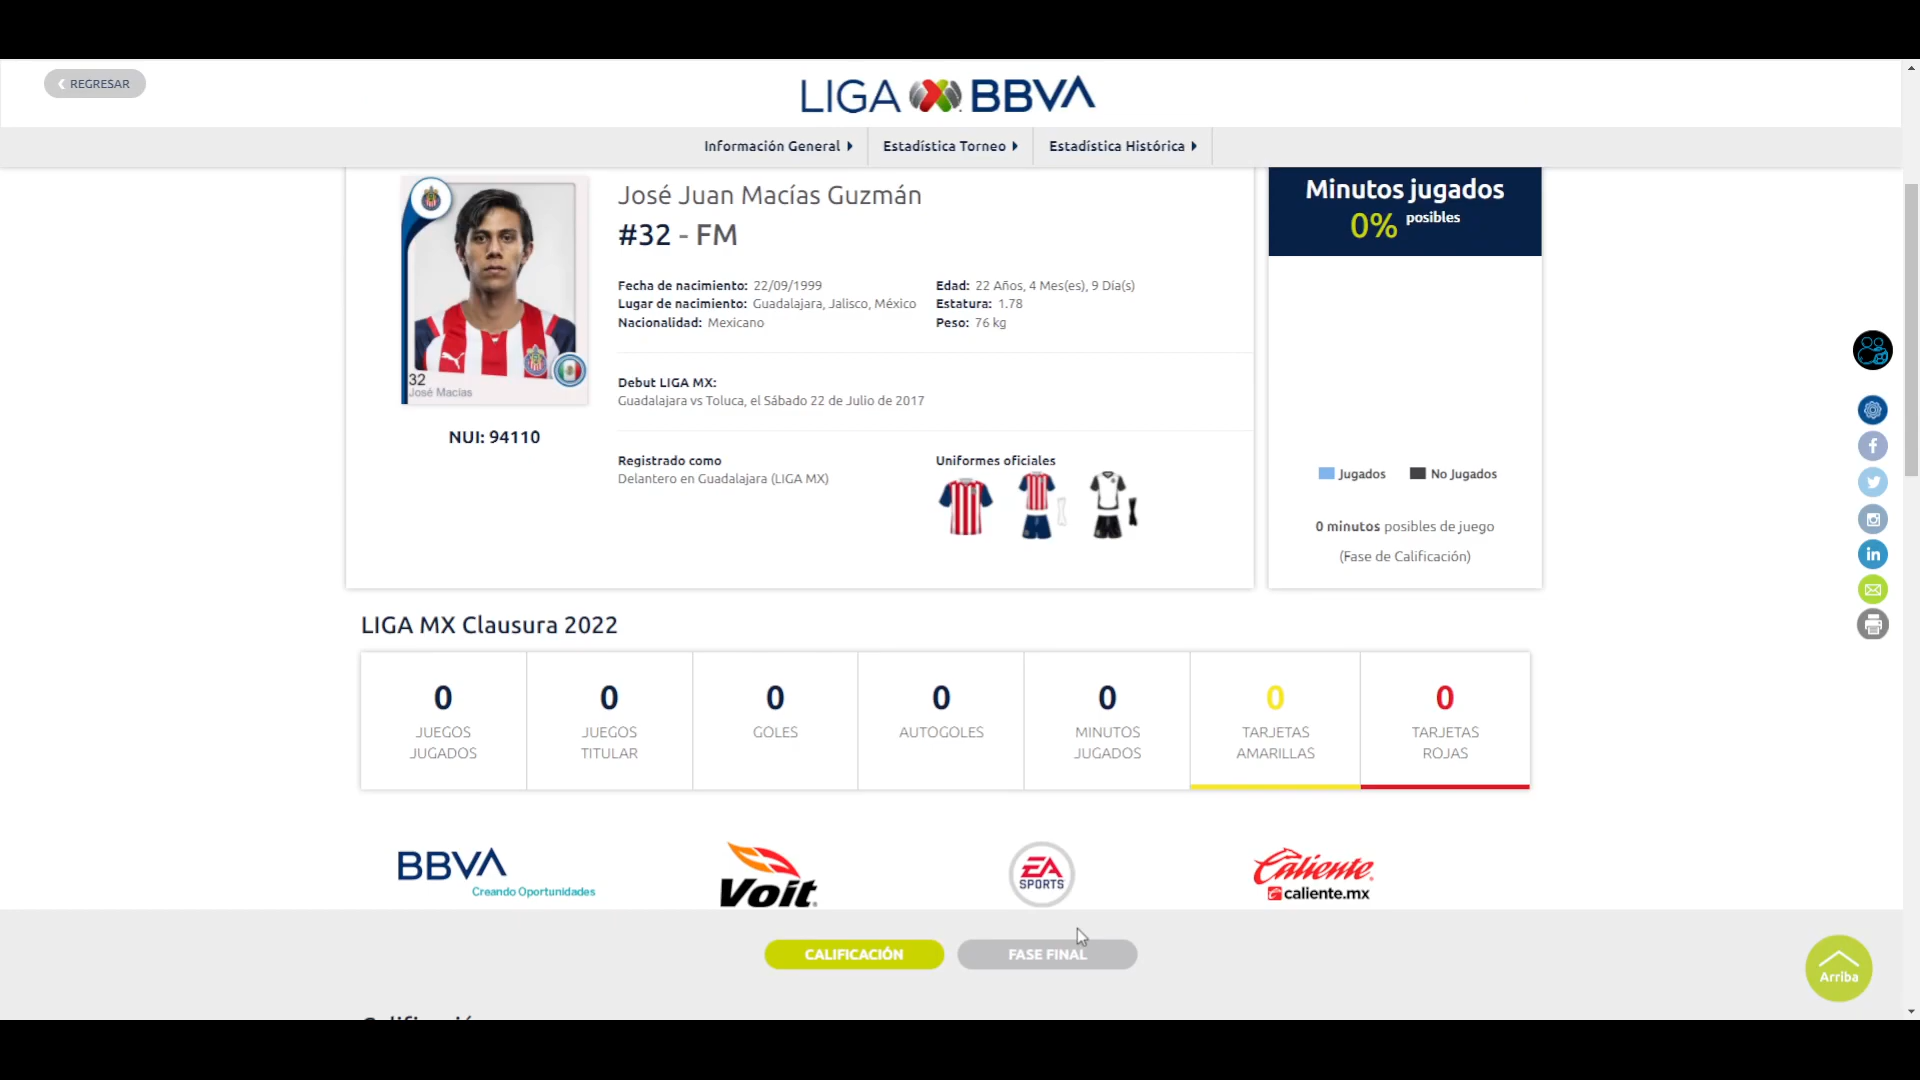 REGRESAR
LIGA BBVA
Información General
Estadística Torneo
Estadística Histórica
José Juan Macías Guzmán
#32 - FM
Fecha de nacimiento: 22/09/1999
Lugar de nacimiento: Guadalajara, Jalisco, México
Nacionalidad: Mexicano
Edad: 22 Años, 4 Mes(es), 9 Día(s)
Estatura: 1.78
Peso: 76 kg
32
José Macías
NUI: 94110
Debut LIGA MX:
Guadalajara vs Toluca, el Sábado 22 de Julio de 2017
Registrado como
Delantero en Guadalajara (LIGA MX)
Uniformes oficiales
Minutos jugados
0% posibles
Jugados
No Jugados
0 minutos posibles de juego
(Fase de Calificación)
LIGA MX Clausura 2022
0
JUEGOS
JUGADOS
0
JUEGOS
TITULAR
0
GOLES
0
AUTOGOLES
0
MINUTOS
JUGADOS
0
TARJETAS
AMARILLAS
0
TARJETAS
ROJAS
BBVA
Creando Oportunidades
Voit
EA
SPORTS
Caliente
caliente.mx
CALIFICACIÓN
FASE FINAL
Arriba